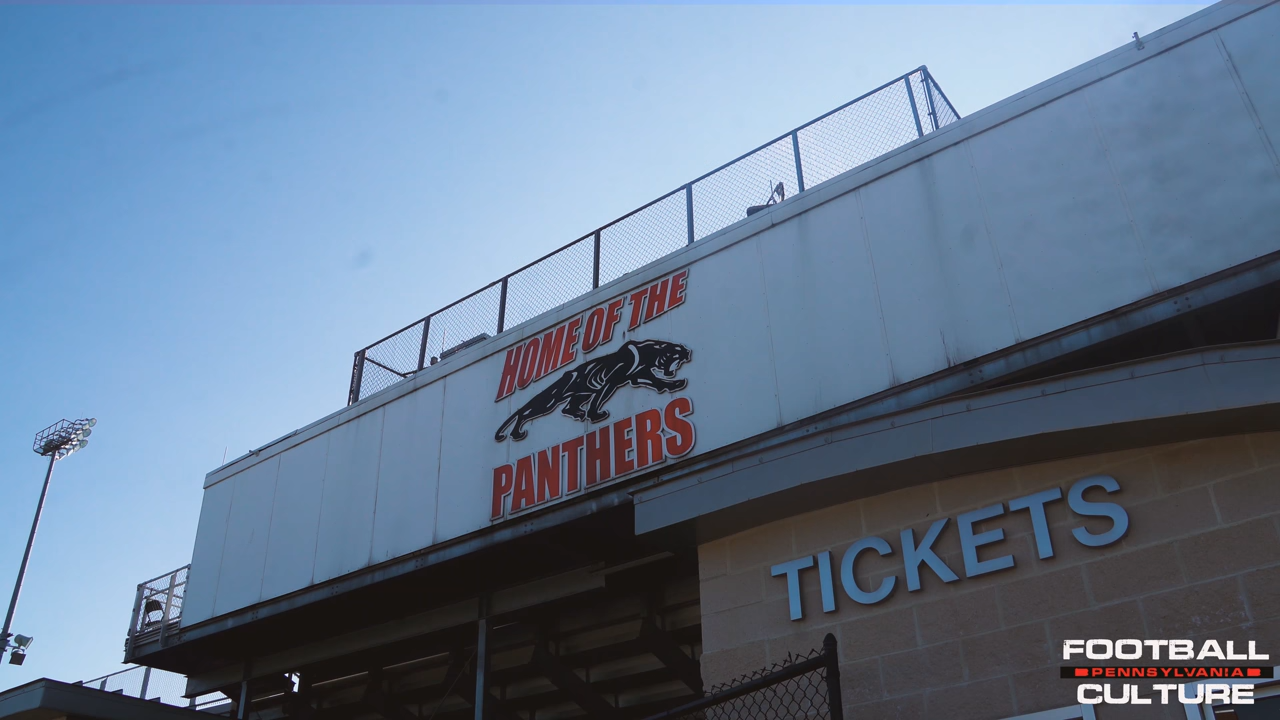 HOME OF THE
PANTHERS
TICKETS
FOOTBALL
PENNSYLVANIA
CULTURE